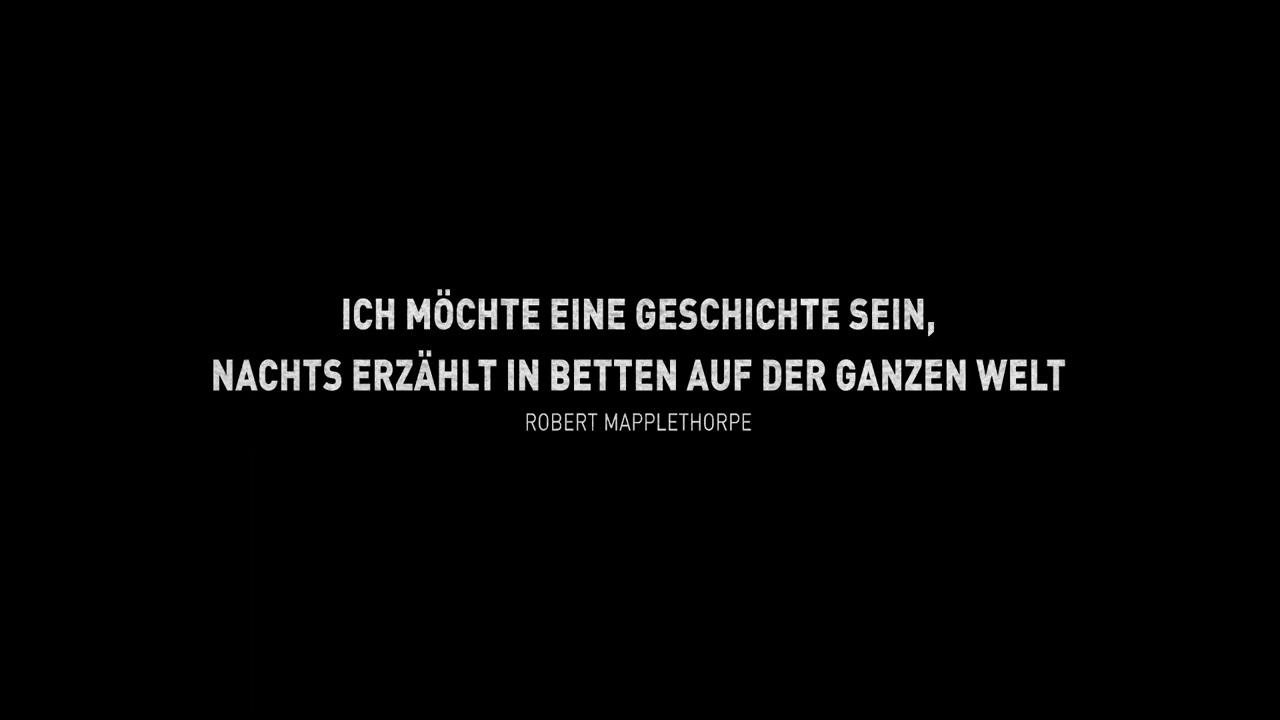 ICH MÖCHTE EINE GESCHICHTE SEIN,
NACHTS ERZÄHLT IN BETTEN AUF DER GANZEN WELT
ROBERT MAPPLETHORPE